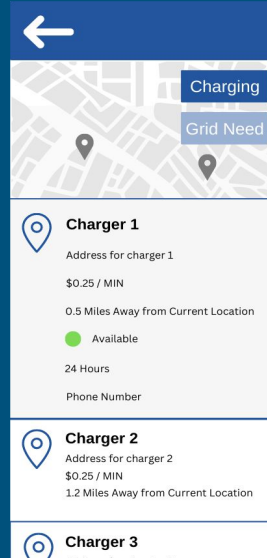 Charging
Grid Need
Charger 1
Address for charger 1
$0.25 / MIN
0.5 Miles Away from Current Location
Available
24 Hours
Phone Number
Charger 2
Address for charger 2
$0.25 / MIN
1.2 Miles Away from Current Location
Charger 3